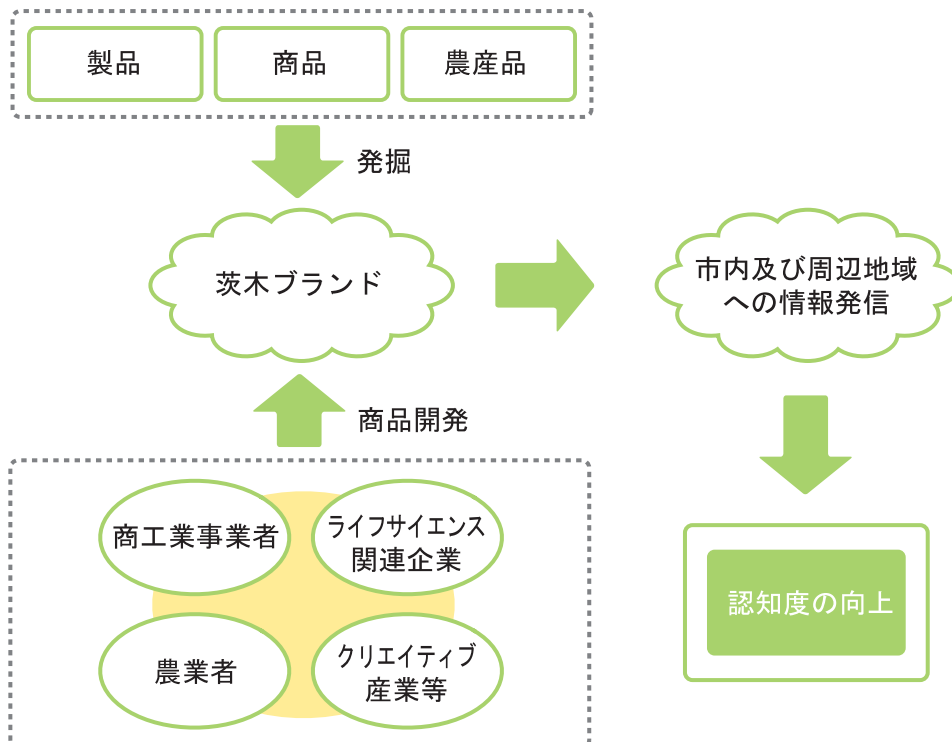 製品
商品
農産品
発掘
茨木ブランド
市内及び周辺地域
への情報発信
商品開発
商工業事業者
ライフサイエンス
関連企業
認知度の向上
農業者
クリエイティブ
産業等